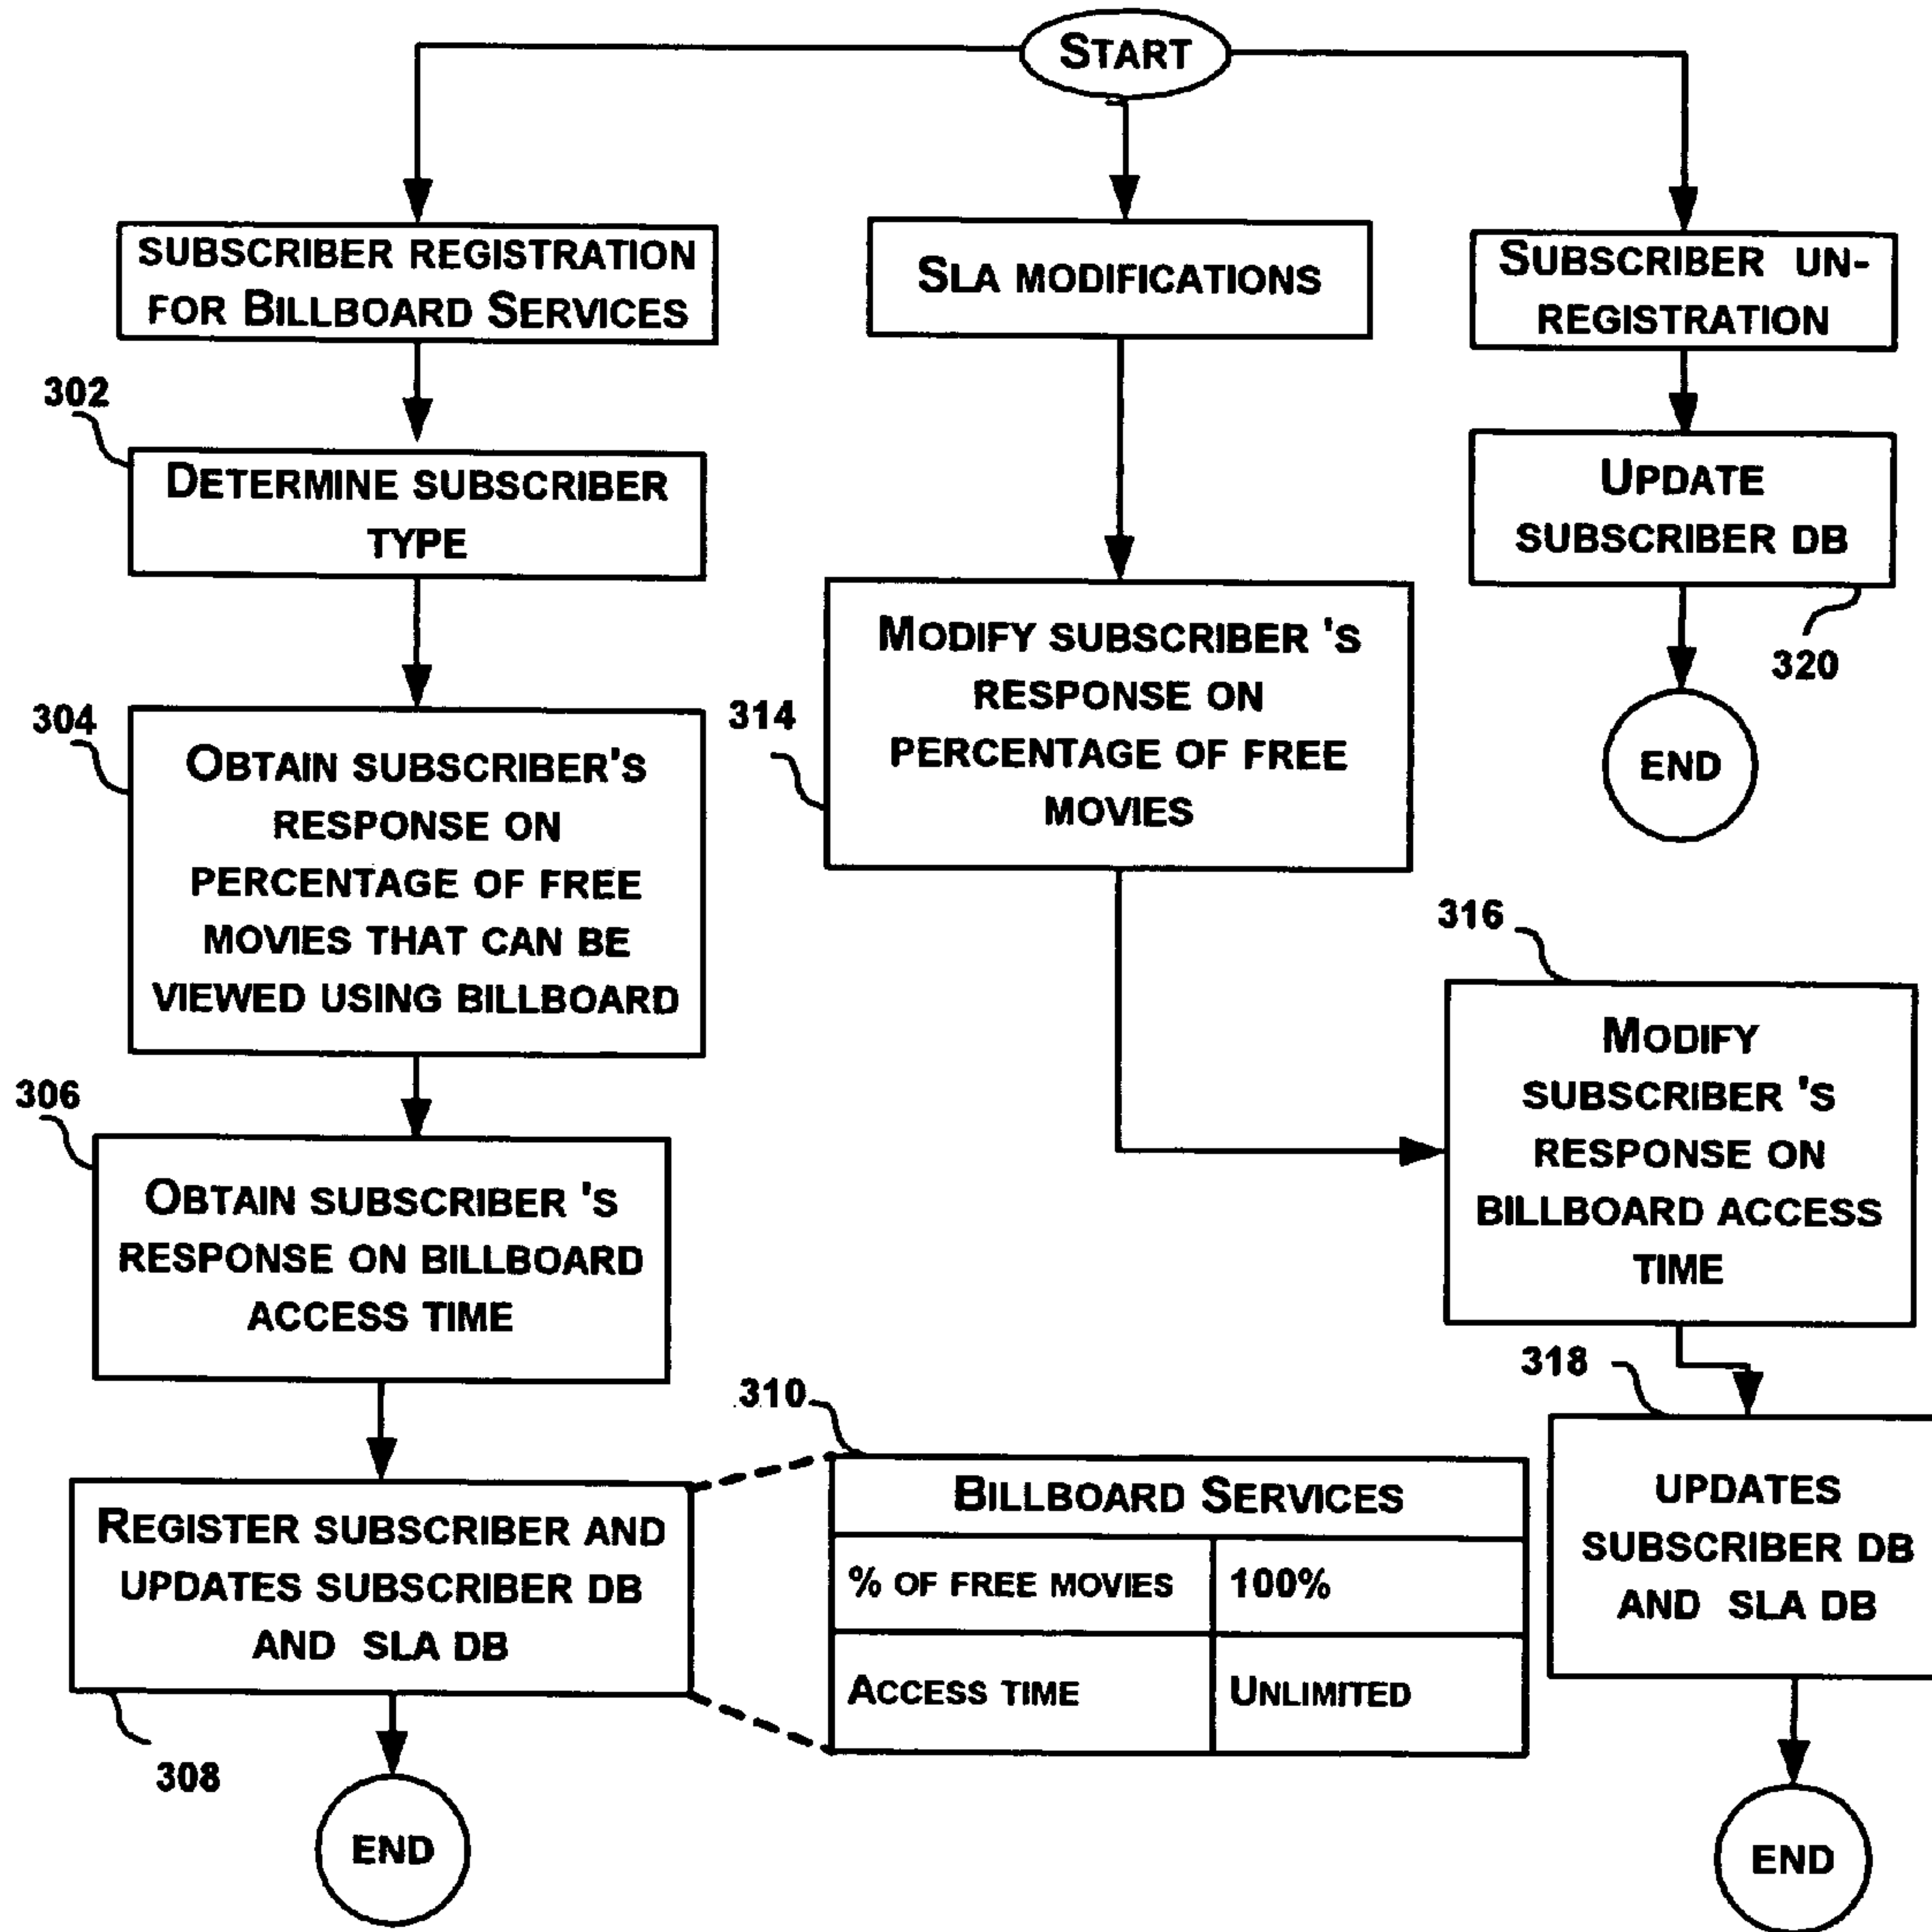 START
SUBSCRIBER REGISTRATION
FOR BILLBOARD SERVICES
302
DETERMINE SUBSCRIBER
TYPE
304
OBTAIN SUBSCRIBER'S
RESPONSE ON
PERCENTAGE OF FREE
MOVIES THAT CAN BE
VIEWED USING BILLBOARD
306
OBTAIN SUBSCRIBER 'S
RESPONSE ON BILLBOARD
ACCESS TIME
REGISTER SUBSCRIBER AND
UPDATES SUBSCRIBER DB
AND SLA DB
308
END
310
BILLBOARD SERVICES
% OF FREE MOVIES 100%
ACCESS TIME UNLIMITED
SLA MODIFICATIONS
314
MODIFY SUBSCRIBER 'S
RESPONSE ON
PERCENTAGE OF FREE
MOVIES
316
MODIFY
SUBSCRIBER 'S
RESPONSE ON
BILLBOARD ACCESS
TIME
318
UPDATES
SUBSCRIBER DB
AND SLA DB
END
SUBSCRIBER UN-
REGISTRATION
UPDATE
SUBSCRIBER DB
320
END